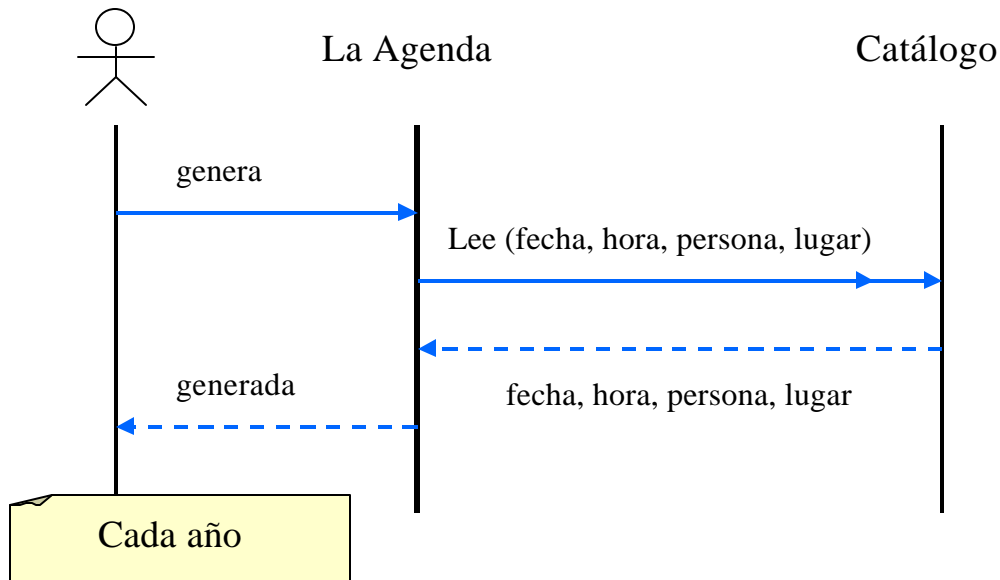 La Agenda
Catálogo
genera
Lee (fecha, hora, persona, lugar)
generada
fecha, hora, persona, lugar
Cada año